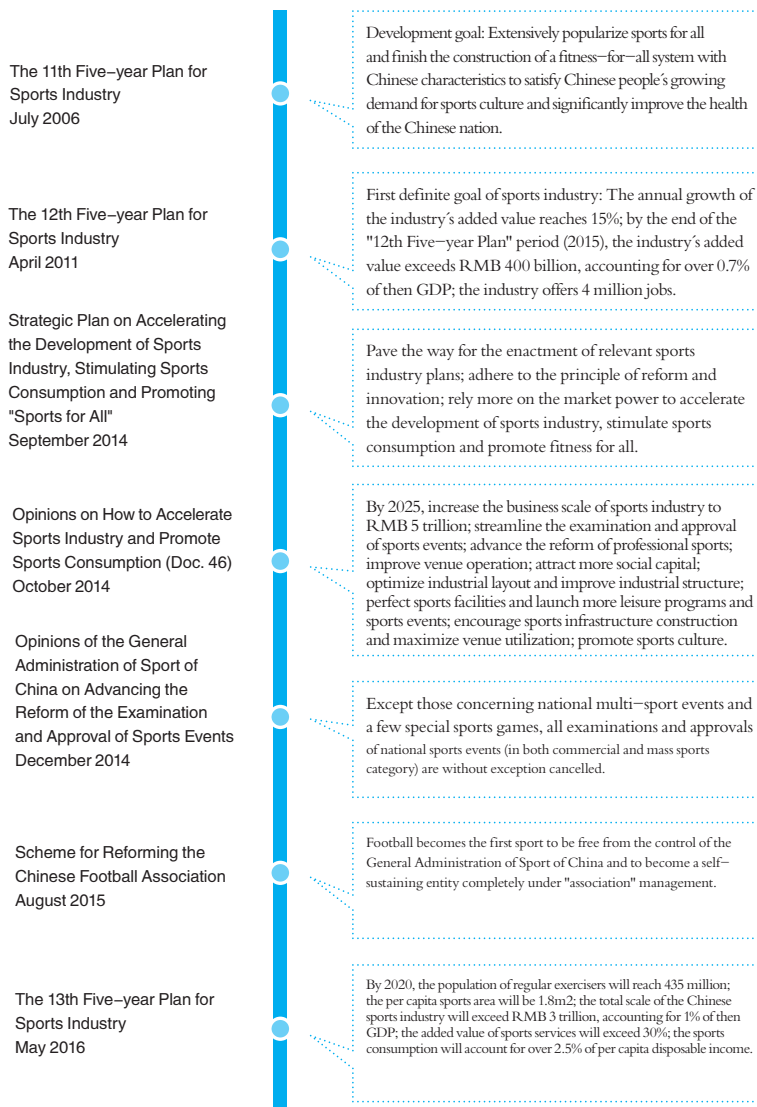 The 11th Five−year Plan for
Sports Industry
July 2006
Development goal: Extensively popularize sports for all
and finish the construction of a fitness−for−all system with
Chinese characteristics to satisfy Chinese people´s growing
demand for sports culture and significantly improve the health
of the Chinese nation.
The 12th Five−year Plan for
Sports Industry
April 2011
First definite goal of sports industry: The annual growth of
the industry´s added value reaches 15%; by the end of the
"12th Five−year Plan" period (2015), the industry´s added
value exceeds RMB 400 billion, accounting for over 0.7%
of then GDP; the industry offers 4 million jobs.
Strategic Plan on Accelerating
the Development of Sports
Industry, Stimulating Sports
Consumption and Promoting
"Sports for All"
September 2014
Pave the way for the enactment of relevant sports
industry plans; adhere to the principle of reform and
innovation; rely more on the market power to accelerate
the development of sports industry, stimulate sports
consumption and promote fitness for all.
Opinions on How to Accelerate
Sports Industry and Promote
Sports Consumption (Doc. 46)
October 2014
By 2025, increase the business scale of sports industry to
RMB 5 trillion; streamline the examination and approval
of sports events; advance the reform of professional sports;
improve venue operation; attract more social capital;
optimize industrial layout and improve industrial structure;
perfect sports facilities and launch more leisure programs and
sports events; encourage sports infrastructure construction
and maximize venue utilization; promote sports culture.
Opinions of the General
Administration of Sport of
China on Advancing the
Reform of the Examination
and Approval of Sports Events
December 2014
Except those concerning national multi−sport events and
a few special sports games, all examinations and approvals
of national sports events (in both commercial and mass sports
category) are without exception cancelled.
Scheme for Reforming the
Chinese Football Association
August 2015
Football becomes the first sport to be free from the control of the
General Administration of Sport of China and to become a self−
sustaining entity completely under "association" management.
The 13th Five−year Plan for
Sports Industry
May 2016
By 2020, the population of regular exercisers will reach 435 million;
the per capita sports area will be 1.8m2; the total scale of the Chinese
sports industry will exceed RMB 3 trillion, accounting for 1% of then
GDP; the added value of sports services will exceed 30%; the sports
consumption will account for over 2.5% of per capita disposable income.